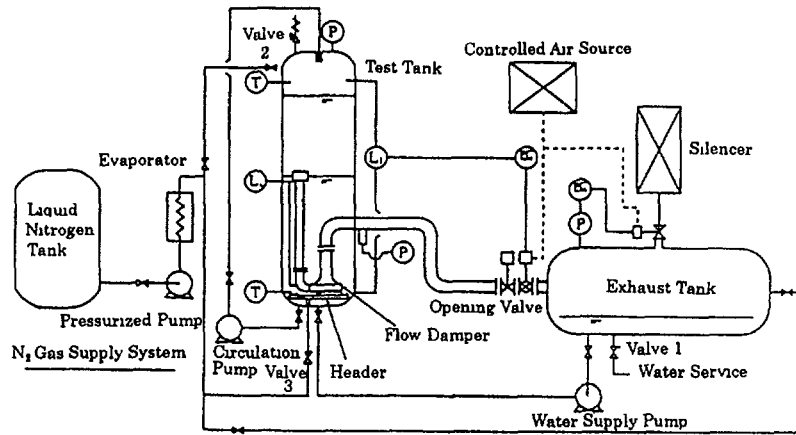 Controlled Air Source
Valve
2
P
Test Tank
T
Evaporator
L
L₁
Silencer
Liquid
Nitrogen
Tank
P
P
T
Opening Valve
Exhaust Tank
Pressurized Pump
Flow Damper
N₂ Gas Supply System
Circulation
Pump
Valve
3
Header
Valve 1
Water Service
Water Supply Pump